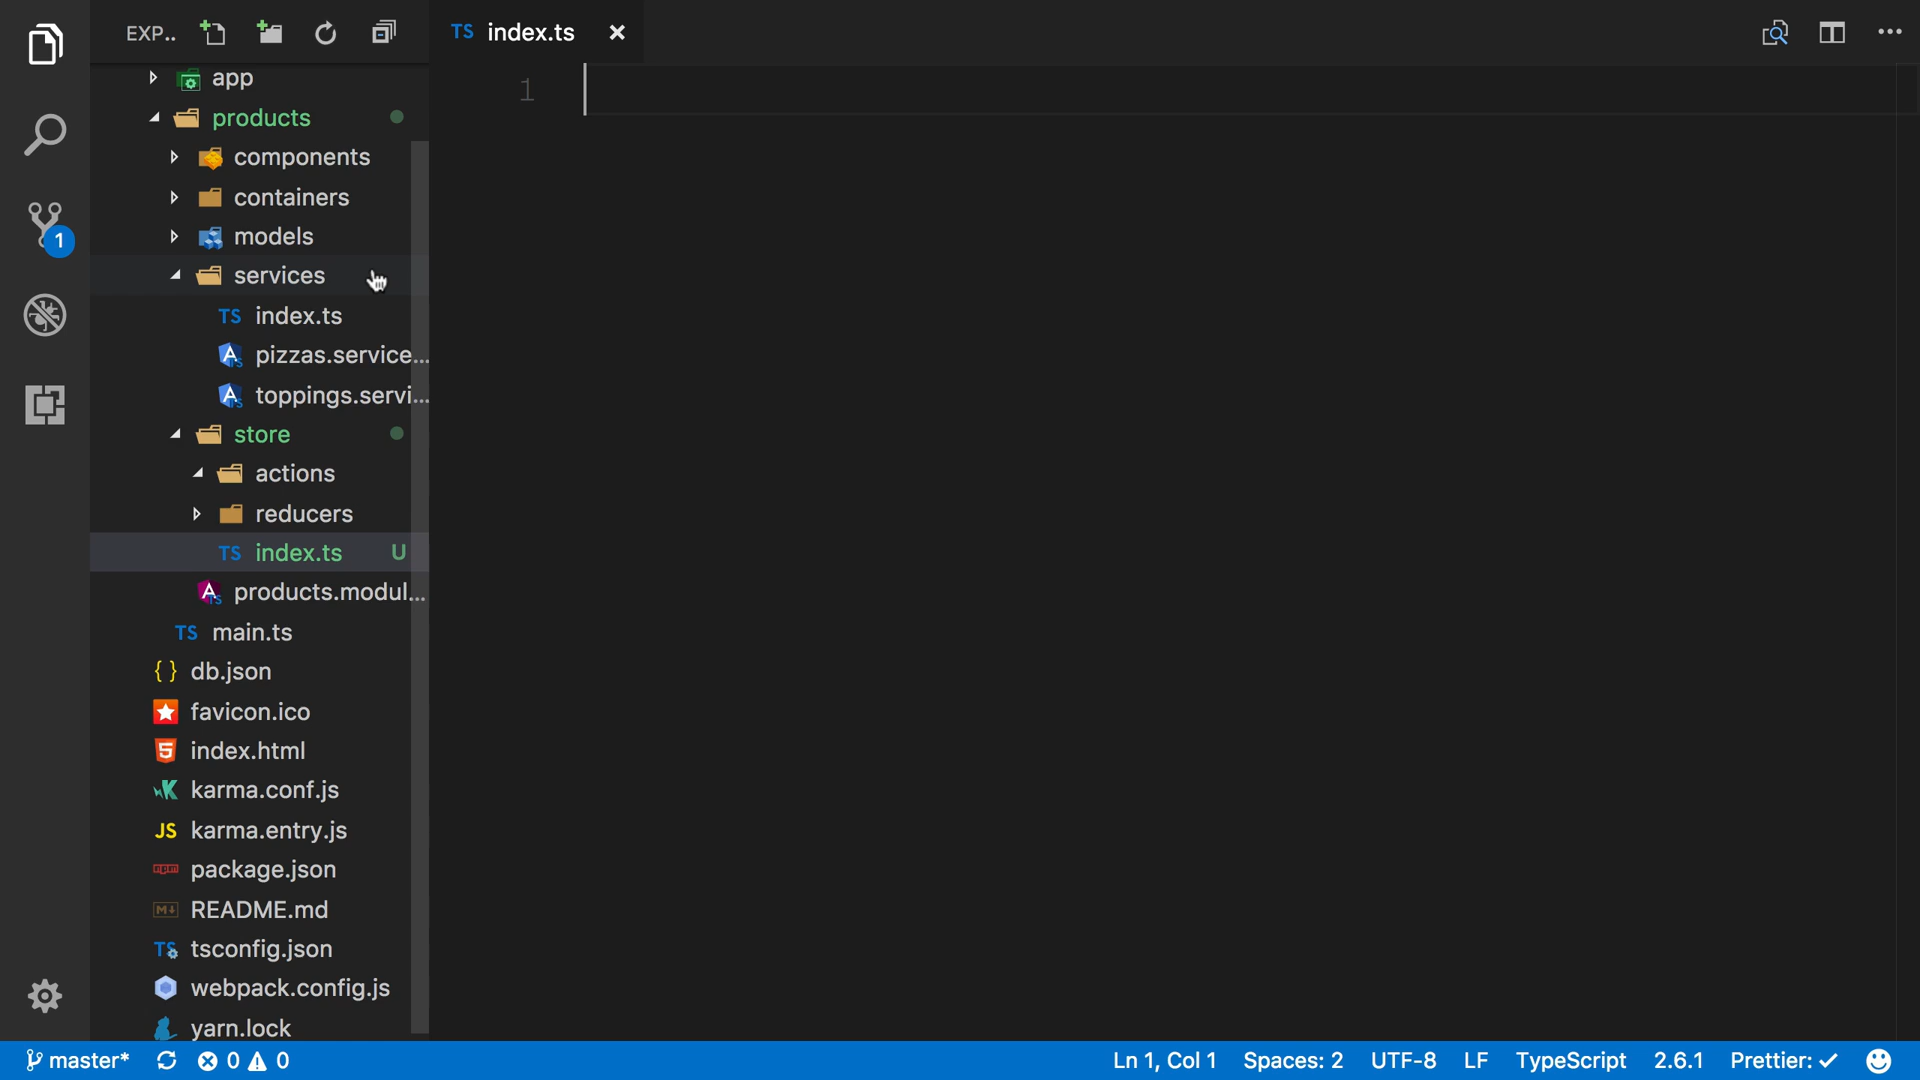 EXP..
TS index.ts
1
app
products
components
containers
models
services
TS index.ts
pizzas.service...
toppings.servi...
store
actions
reducers
TS index.ts U
products.modul...
TS main.ts
{ } db.json
favicon.ico
index.html
karma.conf.js
JS karma.entry.js
npm package.json
M↓ README.md
TS tsconfig.json
webpack.config.js
yarn.lock
1
master* 0 0 Ln 1, Col 1 Spaces: 2 UTF-8 LF TypeScript 2.6.1 Prettier: ✓